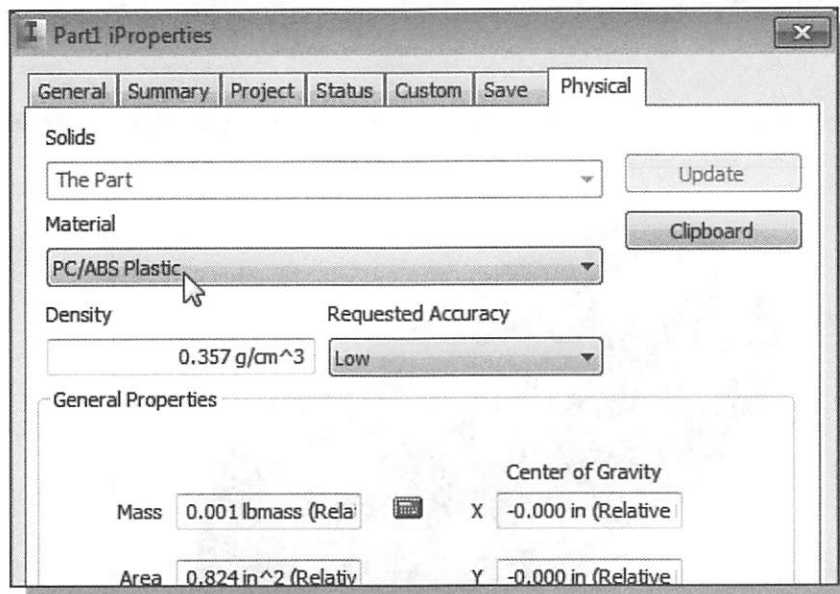 Part1 iProperties
General Summary Project Status Custom Save Physical
Solids
The Part
Update
Material
Clipboard
PC/ABS Plastic
Density Requested Accuracy
0.357 g/cm^3 Low
General Properties
Center of Gravity
Mass 0.001 lbmass (Rela X -0.000 in (Relative
Area 0.824 in^2 (Relativ Y -0.000 in (Relative